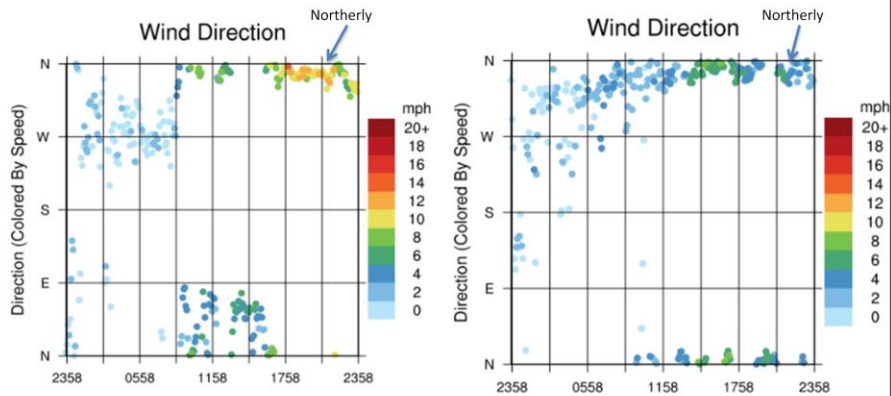 Northerly
Wind Direction
Direction (Colored By Speed)
N
W
S
E
N
2358
0558
1158
1758
2358
mph
20+
18
16
14
12
10
8
6
4
2
0
Northerly
Wind Direction
Direction (Colored By Speed)
N
W
S
E
N
2358
0558
1158
1758
2358
mph
20+
18
16
14
12
10
8
6
4
2
0